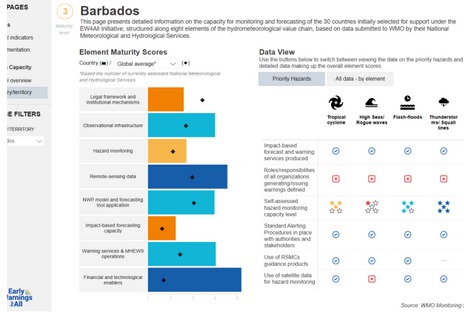 PAGES
3
Maturity
level
Barbados
This page presents detailed information on the capacity for monitoring and forecasting of the 30 countries initially selected for support under the
EW4All Initiative, structured along eight elements of the hydrometeorological value chain, based on data submitted to WMO by their National
Meteorological and Hydrological Services.
indicators
mentation
Capacity
overview
ry/territory
E FILTERS
TERRITORY
dos
Element Maturity Scores
Country
Global average*
*Based the number of currently assessed National Meteorological
and Hydrological Services
Legal framework and
institutional mechanisms
Observational infrastructure
Hazard monitoring
Remote sensing data
NWP model and forecasting
tool application
Impact-based forecasting
capacity
Warning services & MHEWS
operations
Financial and technological
enablers
1 2 3 4 5
Data View
Use the buttons below to switch between viewing the data on the priority hazards and
detailed data making up the overall element scores.
Priority Hazards
All data - by element
Tropical
cyclone
High Seas/
Rogue waves
Flash-floods
Thunderstor
ms/ Squall
lines
Impact-based
forecast and warning
services produced
Roles/responsibilities
of all organizations
generating/issuing
warnings defined
Self-assessed
hazard monitoring
capacity level
Standard Alerting
Procedures in place
with authorities and
stakeholders
Use of RSMCs
guidance products
Use of satellite data
for hazard monitoring
Early
arnings
All
Source: WMO Monitoring